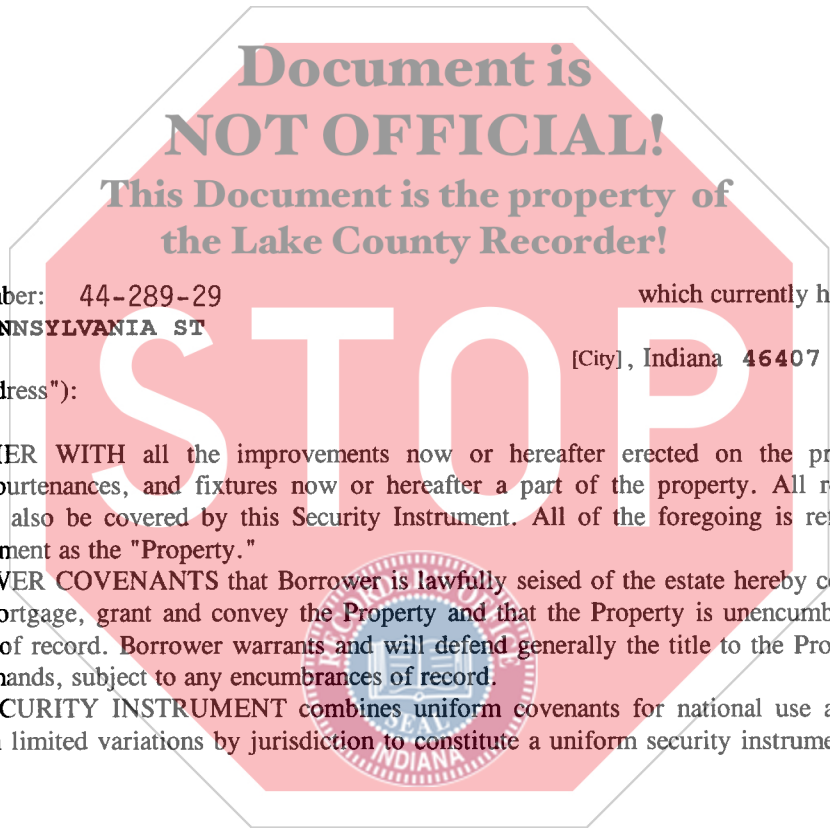 Document is
NOT OFFICIAL!
This Document is the property of
the Lake County Recorder!
ber: 44-289-29 which currently h
NNSYLVANIA ST
[City], Indiana 46407
dress"):
STOP
ER WITH all the improvements now or hereafter erected on the pr
purtenances, and fixtures now or hereafter a part of the property. All r
also be covered by this Security Instrument. All of the foregoing is re
ment as the "Property."
VER COVENANTS that Borrower is lawfully seised of the estate hereby c
ortgage, grant and convey the Property and that the Property is unencumb
of record. Borrower warrants and will defend generally the title to the Pro
ands, subject to any encumbrances of record.
CURITY INSTRUMENT combines uniform covenants for national use a
limited variations by jurisdiction to constitute a uniform security instrume
RECORDER'S OFFICE
SEAL
INDIANA